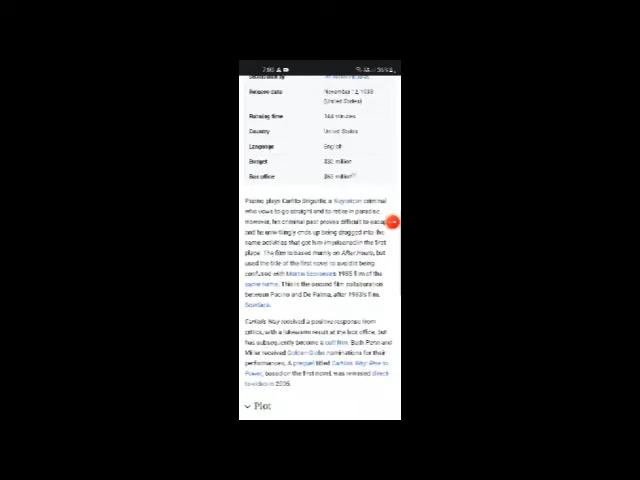 Release date November 12, 1993
(United States)
Running time 144 minutes
Country United States
Language English
Budget $30 million
Box office $63 million
Pacino plays Carlito Brigante, a criminal
who vows to go straight and to retire in paradise.
However, his criminal past proves difficult to escape,
and he unwittingly ends up being dragged into the
same activities that got him imprisoned in the first
place. The film is based mainly on After Hours, but
used the title of the first novel to avoid it being
confused with Martin Scorsese's 1985 film of the
same name. This is the second film collaboration
between Pacino and De Palma, after 1983's film,
Scarface.
Carlito's Way received a positive response from
critics, with a lukewarm result at the box office, but
has subsequently become a cult film. Both Penn and
Miller received Golden Globe nominations for their
performances. A prequel titled Carlito's Way: Rise to
Power, based on the first novel, was released direct
to video in 2005.
Plot